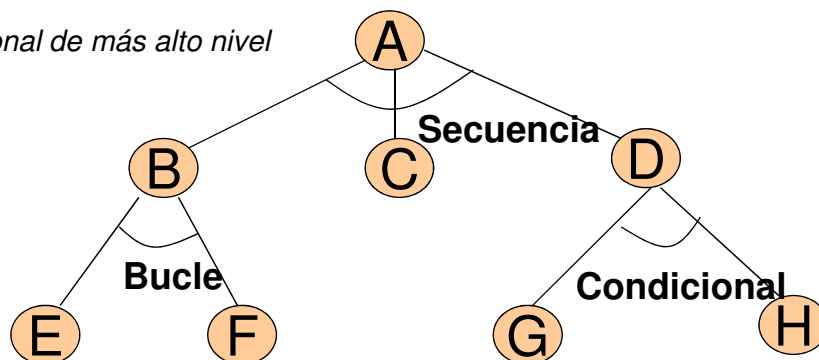 onal de más alto nivel
A
Secuencia
B
C
D
Bucle
Condicional
E
F
G
H